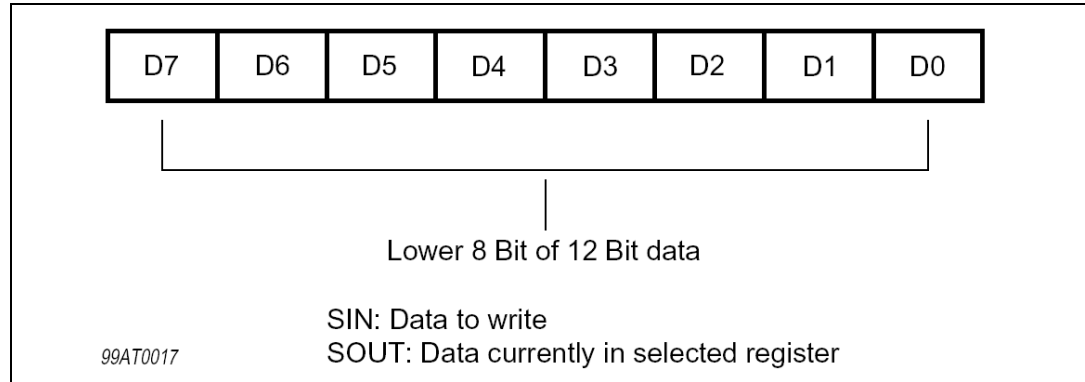 D7 D6 D5 D4 D3 D2 D1 D0
Lower 8 Bit of 12 Bit data
SIN: Data to write
99AT0017 SOUT: Data currently in selected register